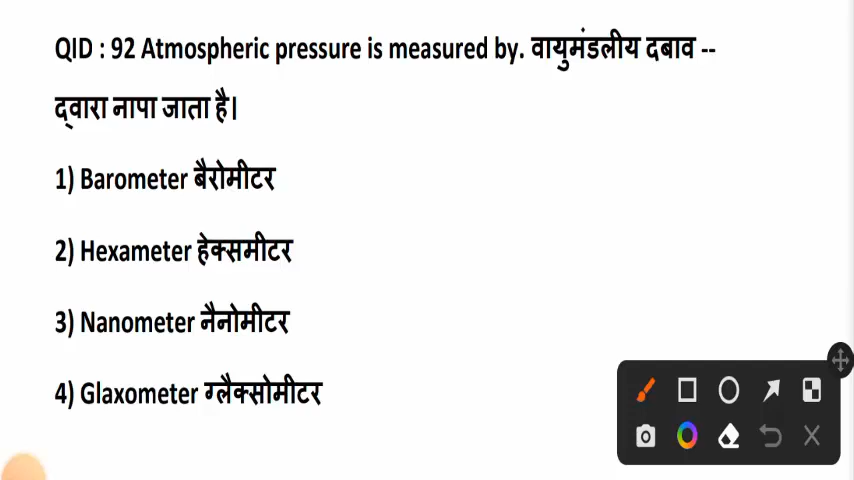 QID : 92 Atmospheric pressure is measured by. वायुमंडलीय दबाव --
द्वारा नापा जाता है।
1) Barometer बैरोमीटर
2) Hexameter हेक्समीटर
3) Nanometer नैनोमीटर
4) Glaxometer ग्लैक्सोमीटर